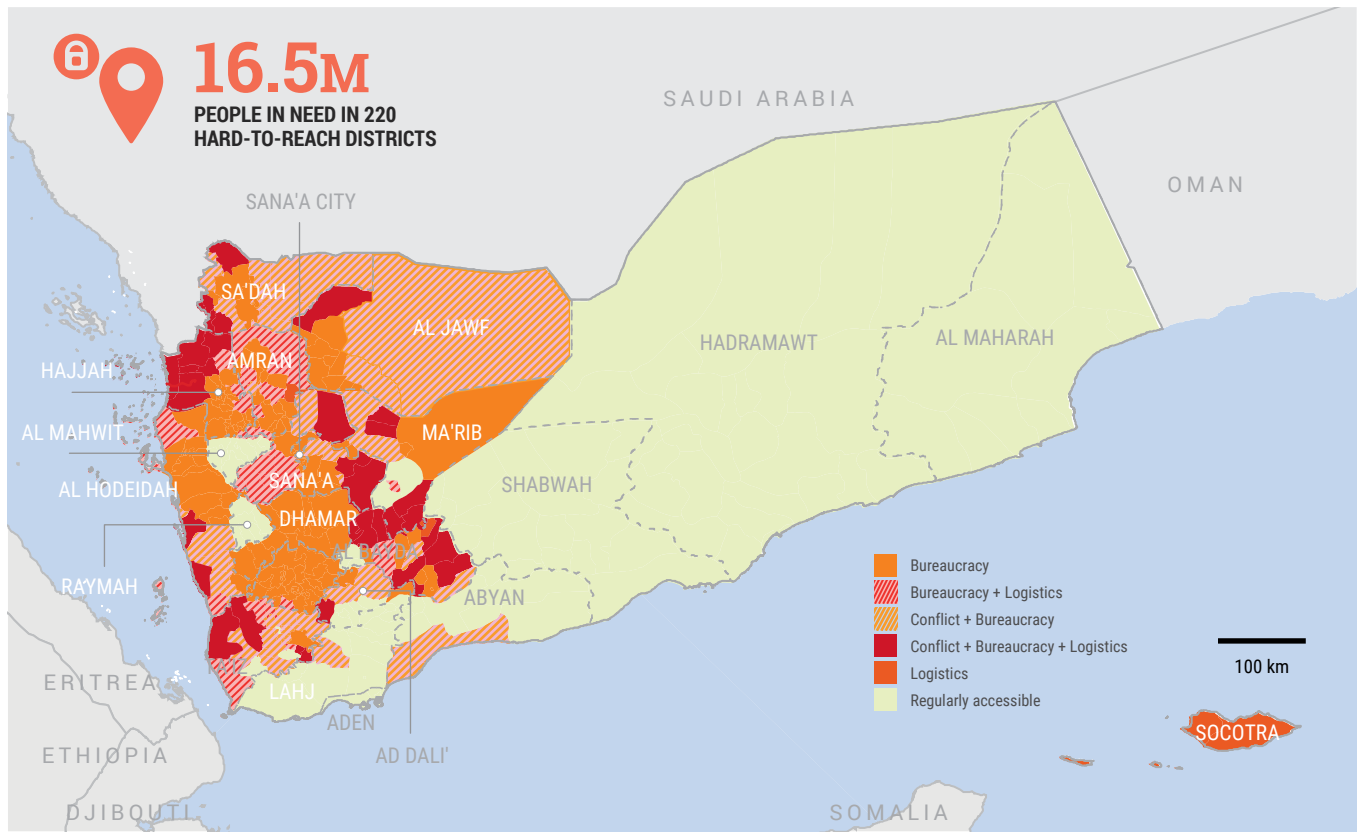 16.5M
PEOPLE IN NEED IN 220
HARD-TO-REACH DISTRICTS
SAUDI ARABIA
OMAN
SANA'A CITY
SA'DAH
AL JAWF
HADRAMAWT
AL MAHARAH
AMRAN
HAJJAH
AL MAHWIT
MA'RIB
AL HODEIDAH
SANA'A
SHABWAH
DHAMAR
AL BAYDA
RAYMAH
ABYAN
Bureaucracy
Bureaucracy + Logistics
Conflict + Bureaucracy
Conflict + Bureaucracy + Logistics
Logistics
Regularly accessible
100 km
ERITREA
LAHJ
ADEN
SOCOTRA
ETHIOPIA
AD DALI'
DJIBOUTI
SOMALIA